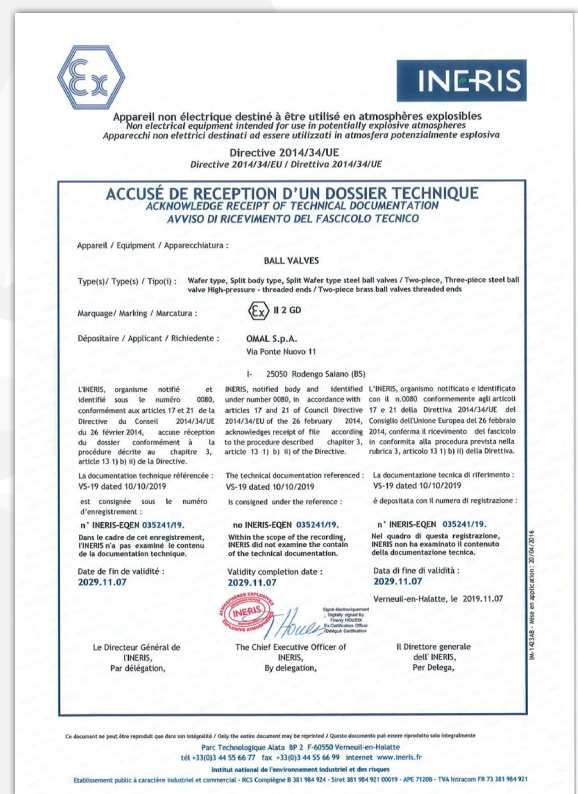 Ex
INERIS
Appareil non électrique destiné à être utilisé en atmosphères explosibles
Non electrical equipment intended for use in potentially explosive atmospheres
Apparecchi non elettrici destinati ad essere utilizzati in atmosfera potenzialmente esplosiva
Directive 2014/34/UE
Directive 2014/34/EU / Direttiva 2014/34/UE
ACCUSÉ DE RECEPTION D'UN DOSSIER TECHNIQUE
ACKNOWLEDGE RECEIPT OF TECHNICAL DOCUMENTATION
AVVISO DI RICEVIMENTO DEL FASCICOLO TECNICO
Appareil / Equipment / Apparecchiatura :
BALL VALVES
Type(s)/ Type(s) / Tipo(i) : Wafer type, Split body type, Split Wafer type steel ball valves / Two-piece, Three-piece steel ball
valve High-pressure - threaded ends / Two-piece brass ball valves threaded ends
Marquage/ Marking / Marcatura : Ex II 2 GD
Dépositaire / Applicant / Richiedente : OMAL S.p.A.
Via Ponte Nuovo 11
I- 25050 Rodengo Saiano (BS)
L'INERIS, organisme notifié et
identifié sous le numéro 0080,
conformément aux articles 17 et 21 de la
Directive du Conseil 2014/34/UE
du 26 février 2014, accuse réception
du dossier conformément à la
procédure décrite au chapitre 3,
article 13 1) b) ii) de la Directive.
La documentation technique référencée :
VS-19 dated 10/10/2019
est consignée sous le numéro
d'enregistrement :
n° INERIS-EQEN 035241/19.
Dans le cadre de cet enregistrement,
l'INERIS n'a pas examiné le contenu
de la documentation technique.
Date de fin de validité :
2029.11.07
INERIS, notified body and identified
under number 0080, in accordance with
articles 17 and 21 of Council Directive
2014/34/EU of the 26 february 2014,
acknowledges receipt of file according
to the procedure described chapiter 3,
article 13 1) b) ii) of the Directive.
The technical documentation referenced :
VS-19 dated 10/10/2019
is consigned under the reference :
no INERIS-EQEN 035241/19.
Within the scope of the recording,
INERIS did not examine the contain
of the technical documentation.
Validity completion date :
2029.11.07
L'INERIS, organismo notificato e identificato
con il n.0080 conformemente agli articoli
17 e 21 della Direttiva 2014/34/UE del
Consiglio dell'Unione Europea del 26 febbraio
2014, conferma il ricevimento del fascicolo
in conformita alla procedura prevista nella
rubrica 3, articolo 13 1) b) ii) della Direttiva.
La documentazione tecnica di riferimento :
VS-19 dated 10/10/2019
è depositata con il numero di registrazione :
n° INERIS-EQEN 035241/19.
Nel quadro di questa registrazione,
INERIS non ha esaminato il contenuto
della documentazione tecnica.
Data di fine di validità :
2029.11.07
Verneuil-en-Halatte, le 2019.11.07
INERIS
Signé électroniquement
Digitally signed by
Thierry HOUEIX
Ex Certification Officer
Délégué Certification
Le Directeur Général de
l'INERIS,
Par délégation,
The Chief Executive Officer of
INERIS,
By delegation,
Il Direttore generale
dell' INERIS,
Per Delega,
IM-1423AB - Mise en application : 20/04/2016
Ce document ne peut être reproduit que dans son intégralité / Only the entire document may be reprinted / Questo documento può essere riprodotto solo integralmente
Parc Technologique Alata BP 2 F-60550 Verneuil-en-Halatte
tél +33(0)3 44 55 66 77 fax +33(0)3 44 55 66 99 internet www.ineris.fr
Institut national de l'environnement industriel et des risques
Etablissement public à caractère industriel et commercial - RCS Compiègne B 381 984 924 - Siret 381 984 921 00019 - APE 7120B - TVA Intracom FR 73 381 984 921